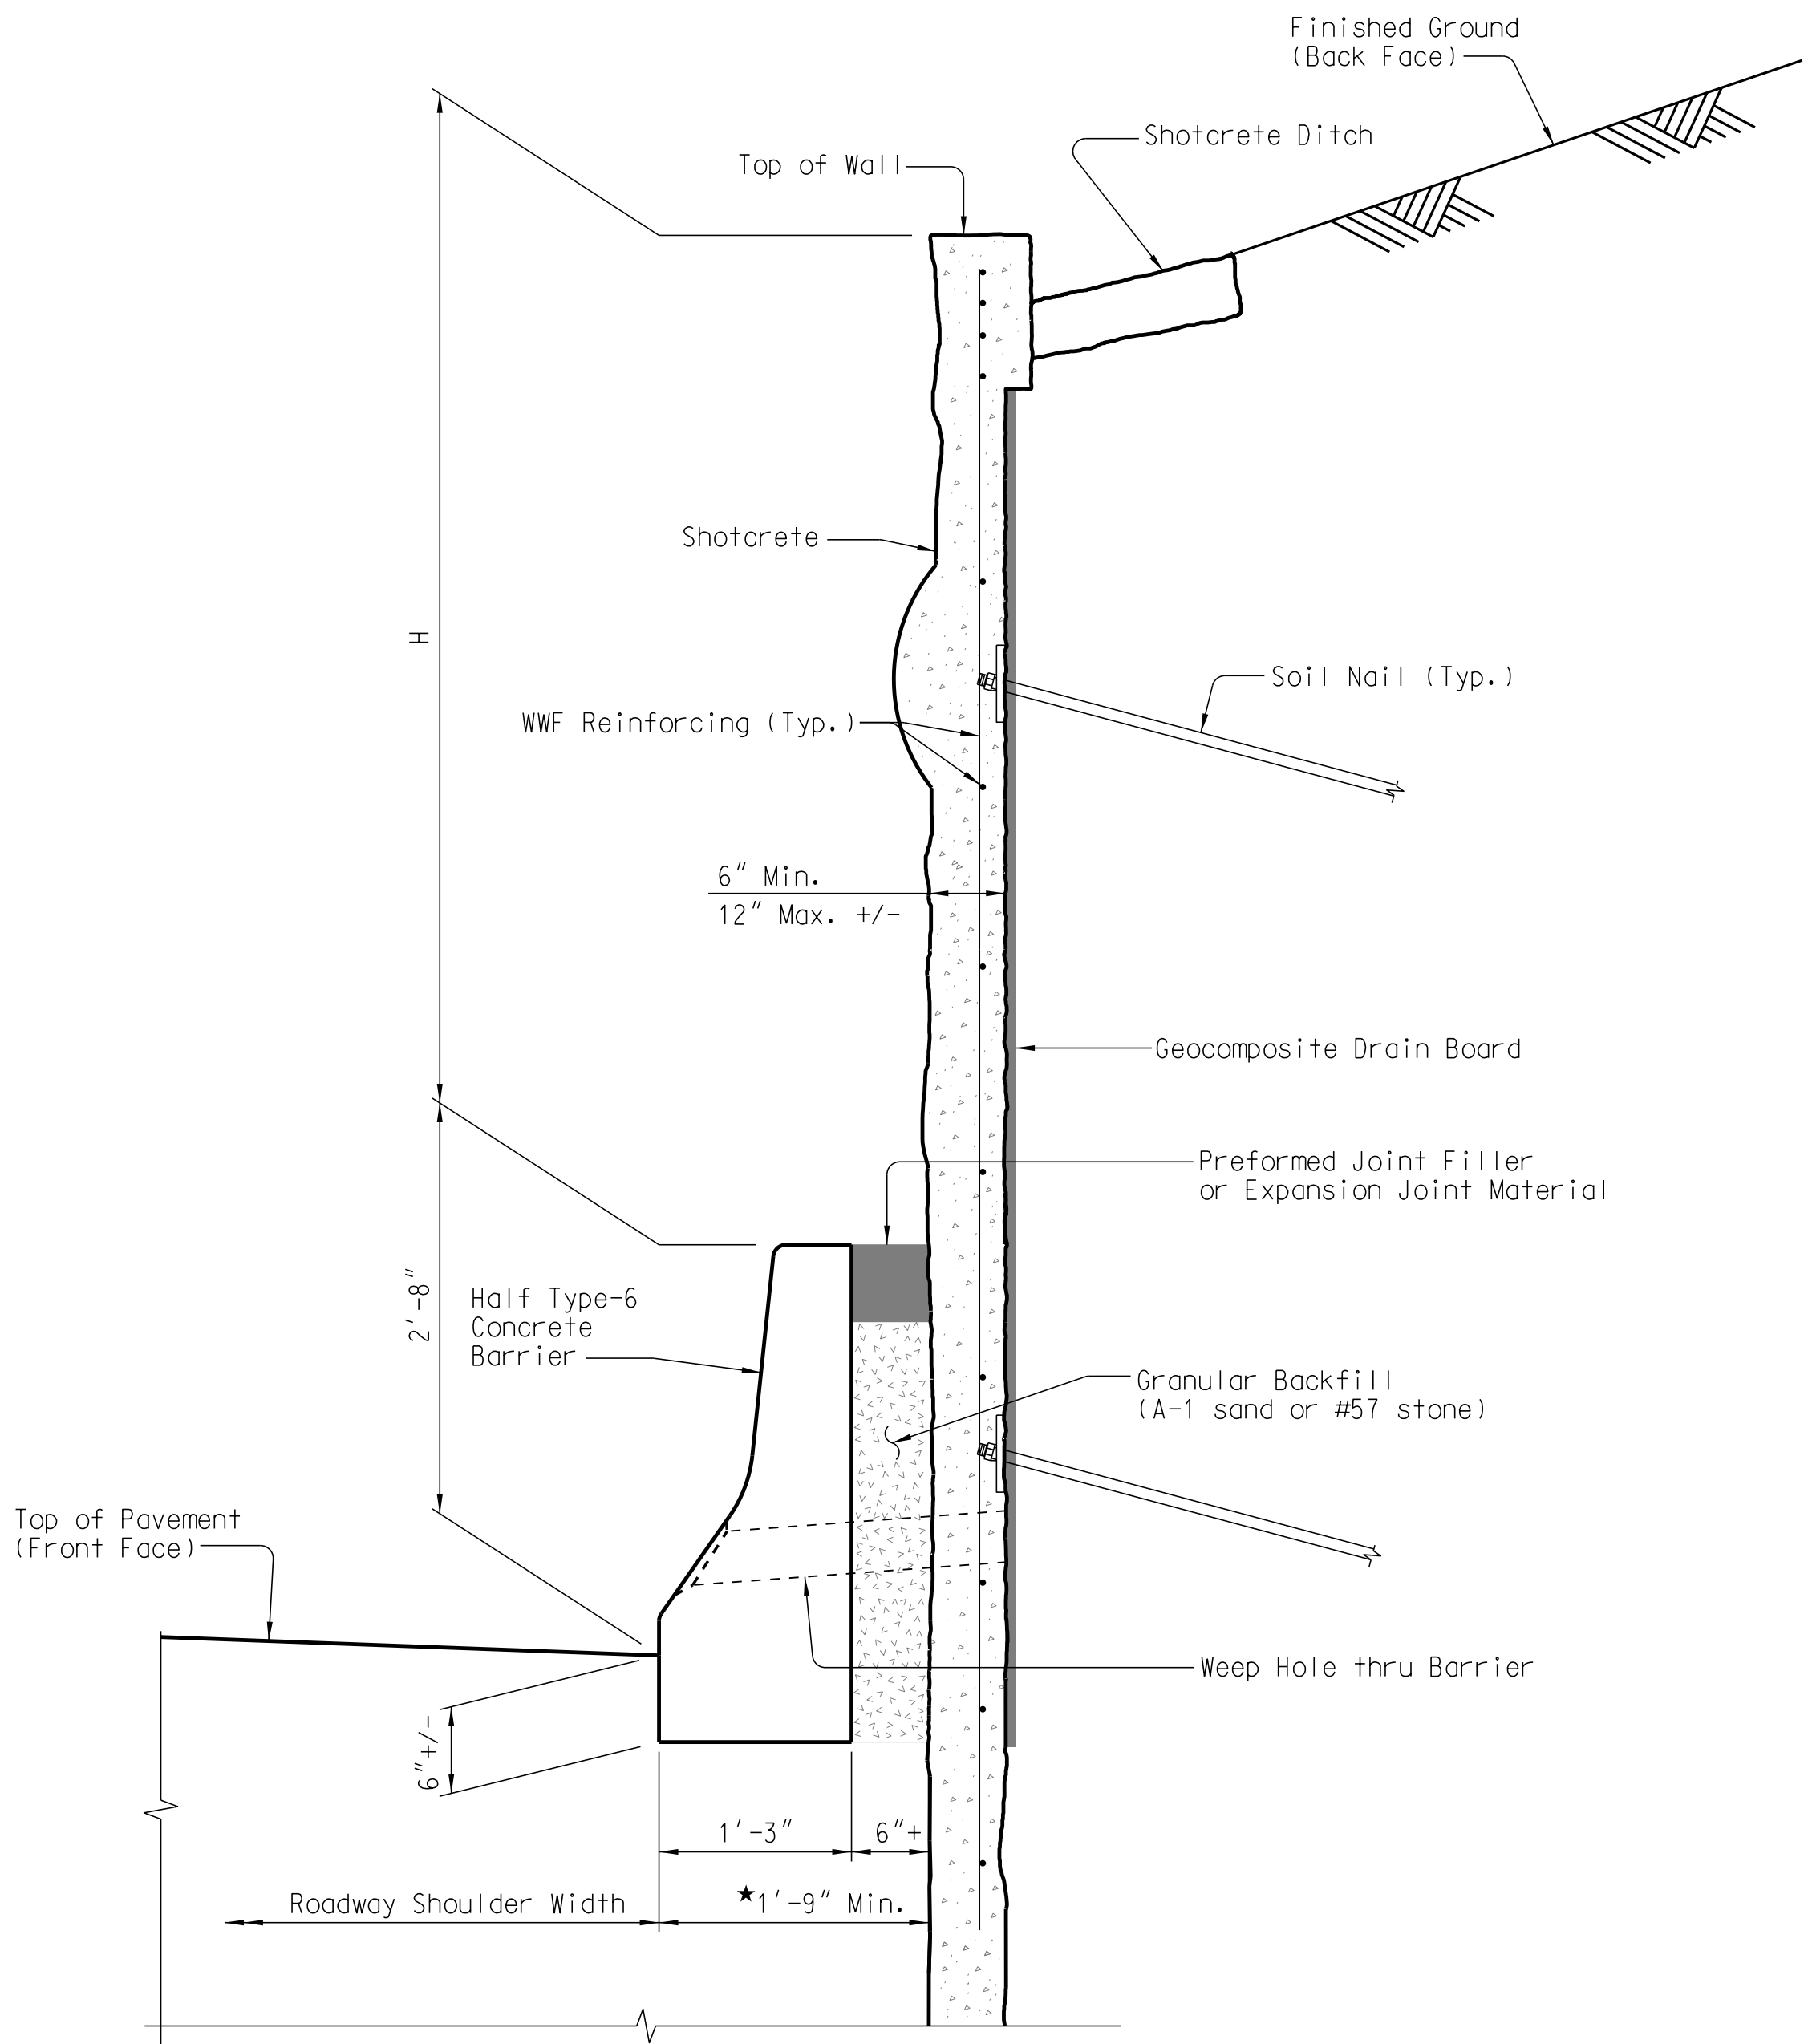 Finished Ground
(Back Face)
Shotcrete Ditch
Top of Wall
Shotcrete
H
Soil Nail (Typ.)
WWF Reinforcing (Typ.)
6" Min.
12" Max. +/-
Geocomposite Drain Board
Preformed Joint Filler
or Expansion Joint Material
2'-8"
Half Type-6
Concrete
Barrier
Granular Backfill
(A-1 sand or #57 stone)
Top of Pavement
(Front Face)
Weep Hole thru Barrier
6"+/-
1'-3"
6"+
Roadway Shoulder Width
★1'-9" Min.